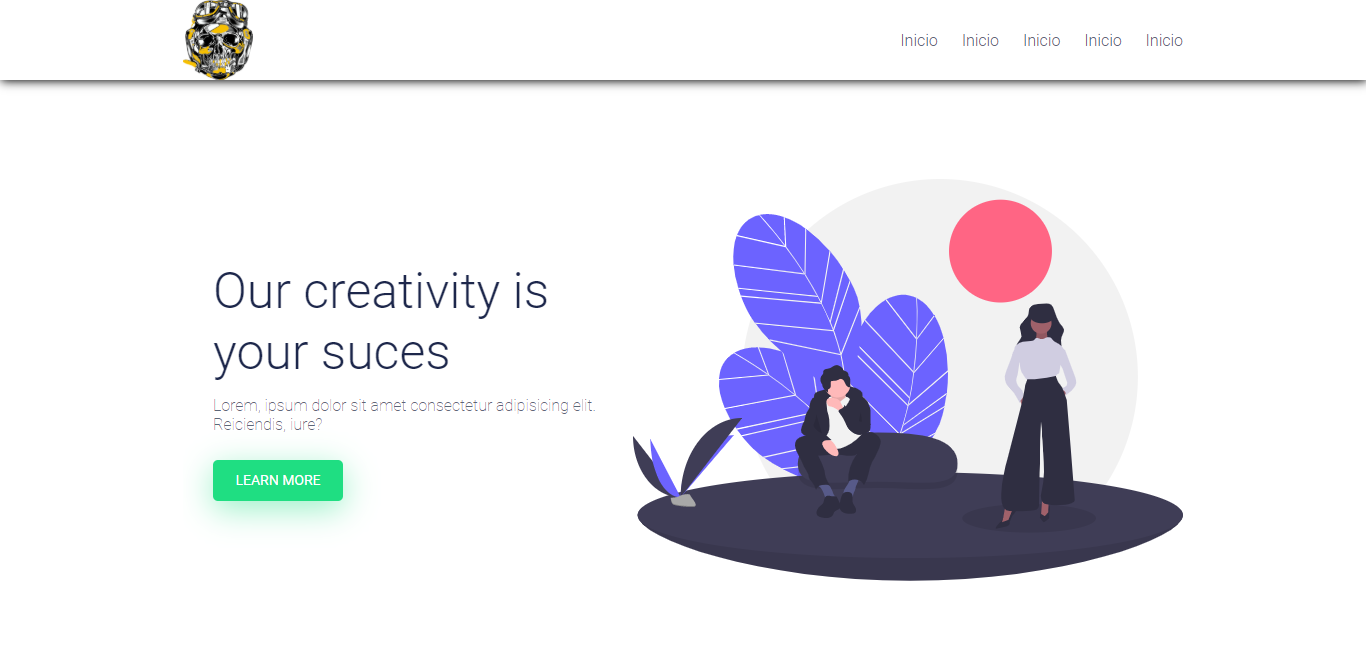 Inicio Inicio Inicio Inicio Inicio
Our creativity is
your suces
Lorem, ipsum dolor sit amet consectetur adipisicing elit.
Reiciendis, iure?
LEARN MORE